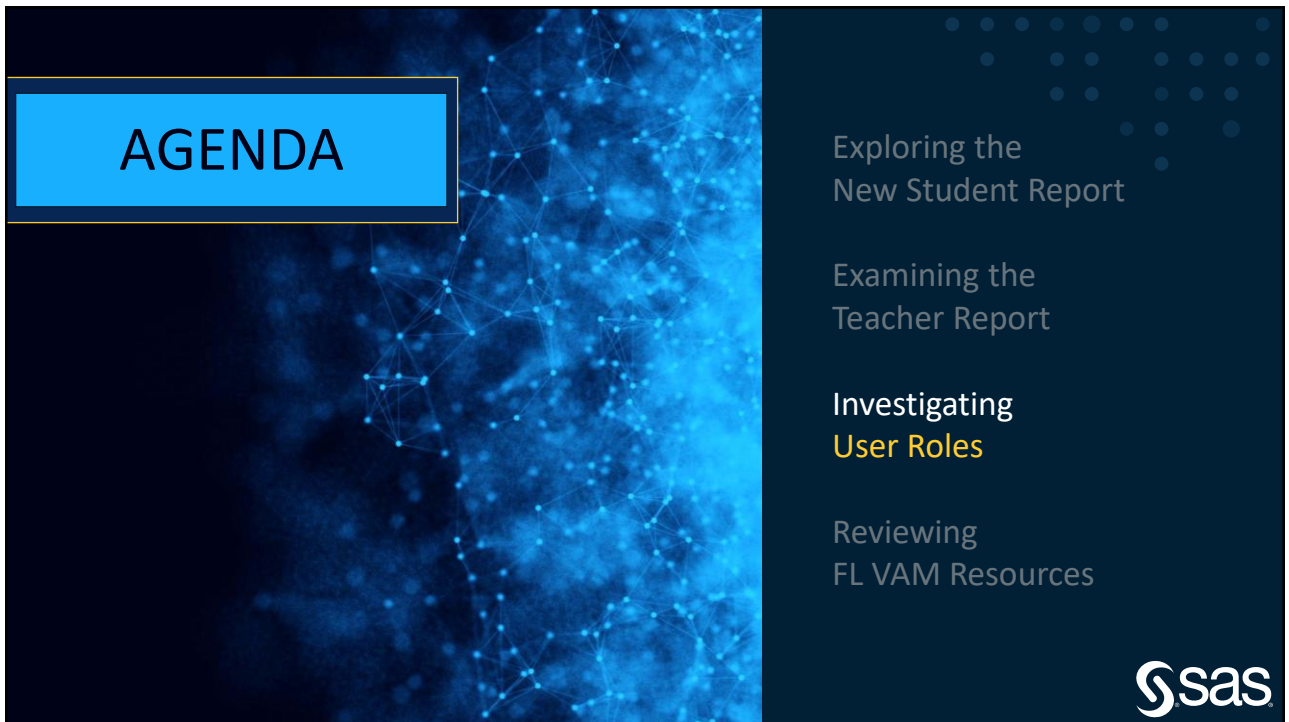 AGENDA
Exploring the
New Student Report
Examining the
Teacher Report
Investigating
User Roles
Reviewing
FL VAM Resources
sas